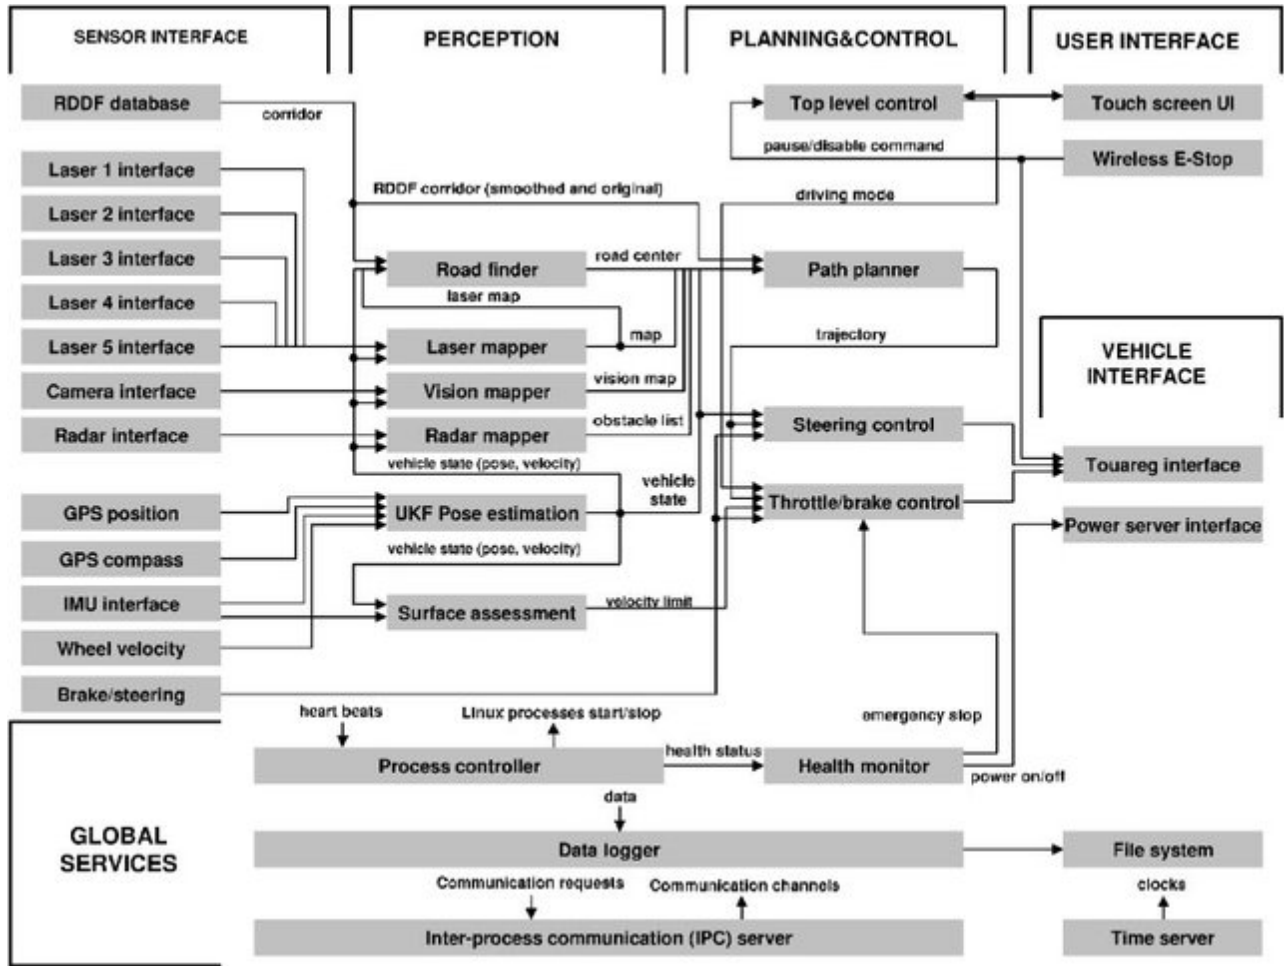 SENSOR INTERFACE
PERCEPTION
PLANNING&CONTROL
USER INTERFACE
RDDF database
corridor
Top level control
Touch screen UI
pause/disable command
Wireless E-Stop
Laser 1 interface
RDDF corridor (smoothed and original)
driving mode
Laser 2 interface
Laser 3 interface
Road finder
road center
Path planner
Laser 4 interface
laser map
map
trajectory
Laser 5 interface
Laser mapper
VEHICLE
INTERFACE
Camera interface
Vision mapper
vision map
Radar interface
Radar mapper
obstacle list
Steering control
vehicle state (pose, velocity)
vehicle
state
Touareg interface
GPS position
UKF Pose estimation
Throttle/brake control
Power server interface
GPS compass
vehicle state (pose, velocity)
IMU interface
Surface assessment
velocity limit
Wheel velocity
Brake/steering
heart beats
Linux processes start/stop
emergency stop
Process controller
health status
Health monitor
power on/off
data
GLOBAL
SERVICES
Data logger
File system
Communication requests
Communication channels
clocks
Inter-process communication (IPC) server
Time server